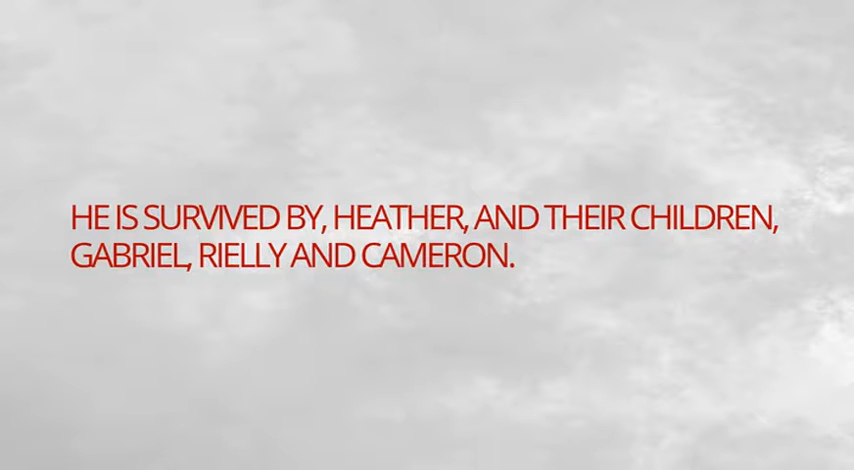 HE IS SURVIVED BY, HEATHER, AND THEIR CHILDREN,
GABRIEL, RIELLY AND CAMERON.